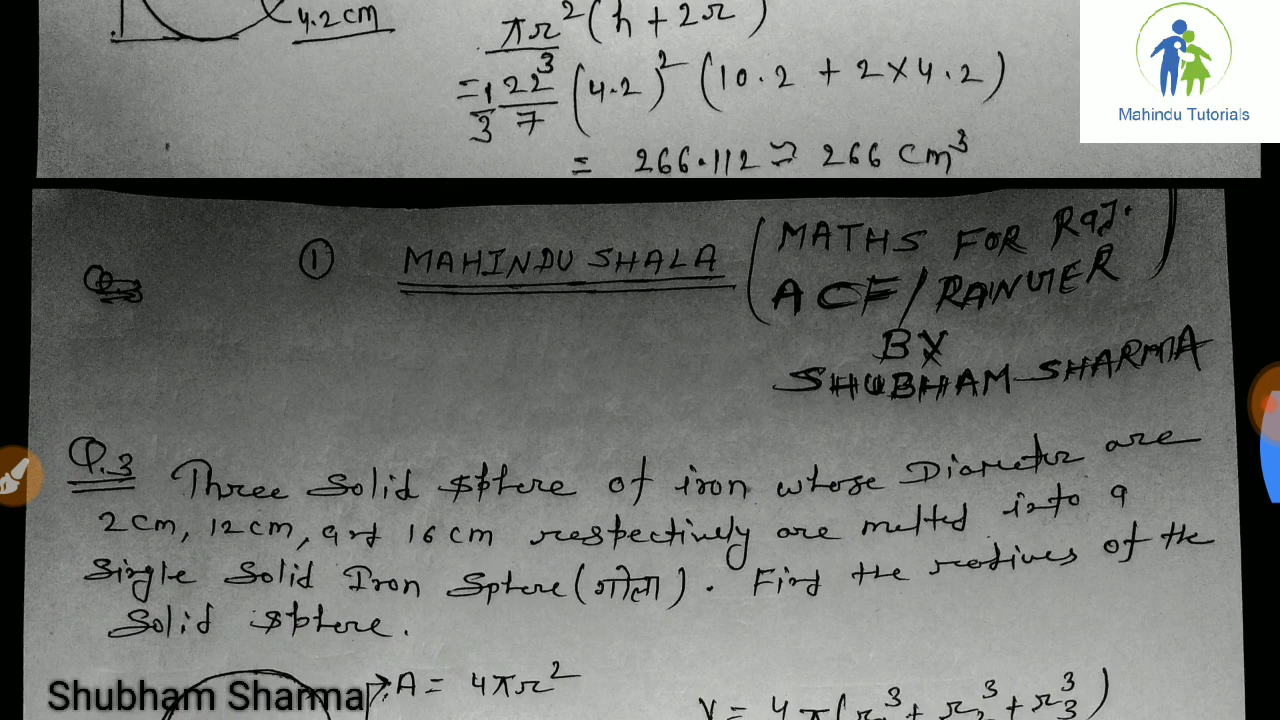 4.2 cm
πr²(h + 2r)
3
= 1/3 22/7 (4.2)² (10.2 + 2×4.2)
= 266.112 ≈ 266 cm³
Mahindu Tutorials
① MAHINDU SHALA (MATHS FOR Raj.
ACF/RAINGER)
BY
SHUBHAM SHARMA
Q.3 Three Solid Sphere of iron whose Diameter are
2cm, 12cm, and 16 cm respectively are melted into a
Single Solid Iron Sphere (गोला). Find the radius of the
Solid Sphere.
Shubham Sharma
A = 4πr²
V = 4π(r³ + r₂³ + r₃³)